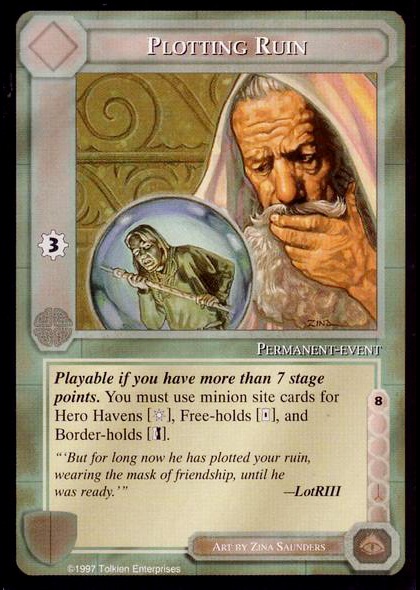 PLOTTING RUIN
3
ZINA
PERMANENT-EVENT
Playable if you have more than 7 stage
points. You must use minion site cards for
Hero Havens [ ], Free-holds [ ], and
Border-holds [ ].
8
“‘But for long now he has plotted your ruin,
wearing the mask of friendship, until he
was ready.’” —LotRIII
ART BY ZINA SAUNDERS
©1997 Tolkien Enterprises